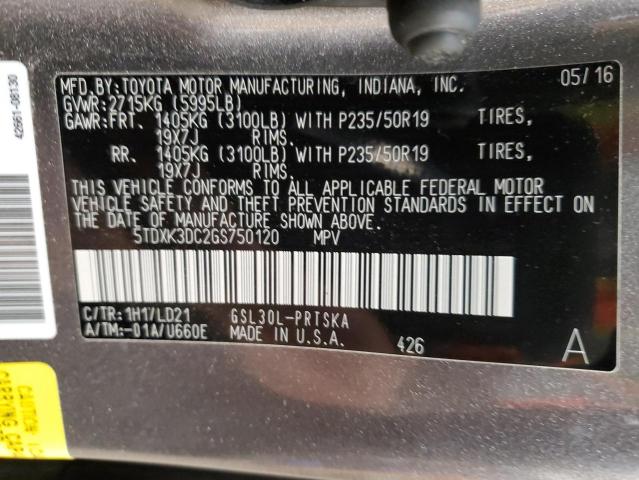 MFD.BY:TOYOTA MOTOR MANUFACTURING, INDIANA, INC. 05/16
GVWR:2715KG (5995LB)
GAWR:FRT. 1405KG (3100LB) WITH P235/50R19 TIRES,
19X7J RIMS.
RR. 1405KG (3100LB) WITH P235/50R19 TIRES,
19X7J RIMS.
THIS VEHICLE CONFORMS TO ALL APPLICABLE FEDERAL MOTOR
VEHICLE SAFETY AND THEFT PREVENTION STANDARDS IN EFFECT ON
THE DATE OF MANUFACTURE SHOWN ABOVE.
5TDXK3DC2GS750120 MPV
C/TR:1H1/LD21 GSL30L-PRTSKA
A/TM:-01A/U660E MADE IN U.S.A. 426 A
42661-08130
CAUTION
CARRYING